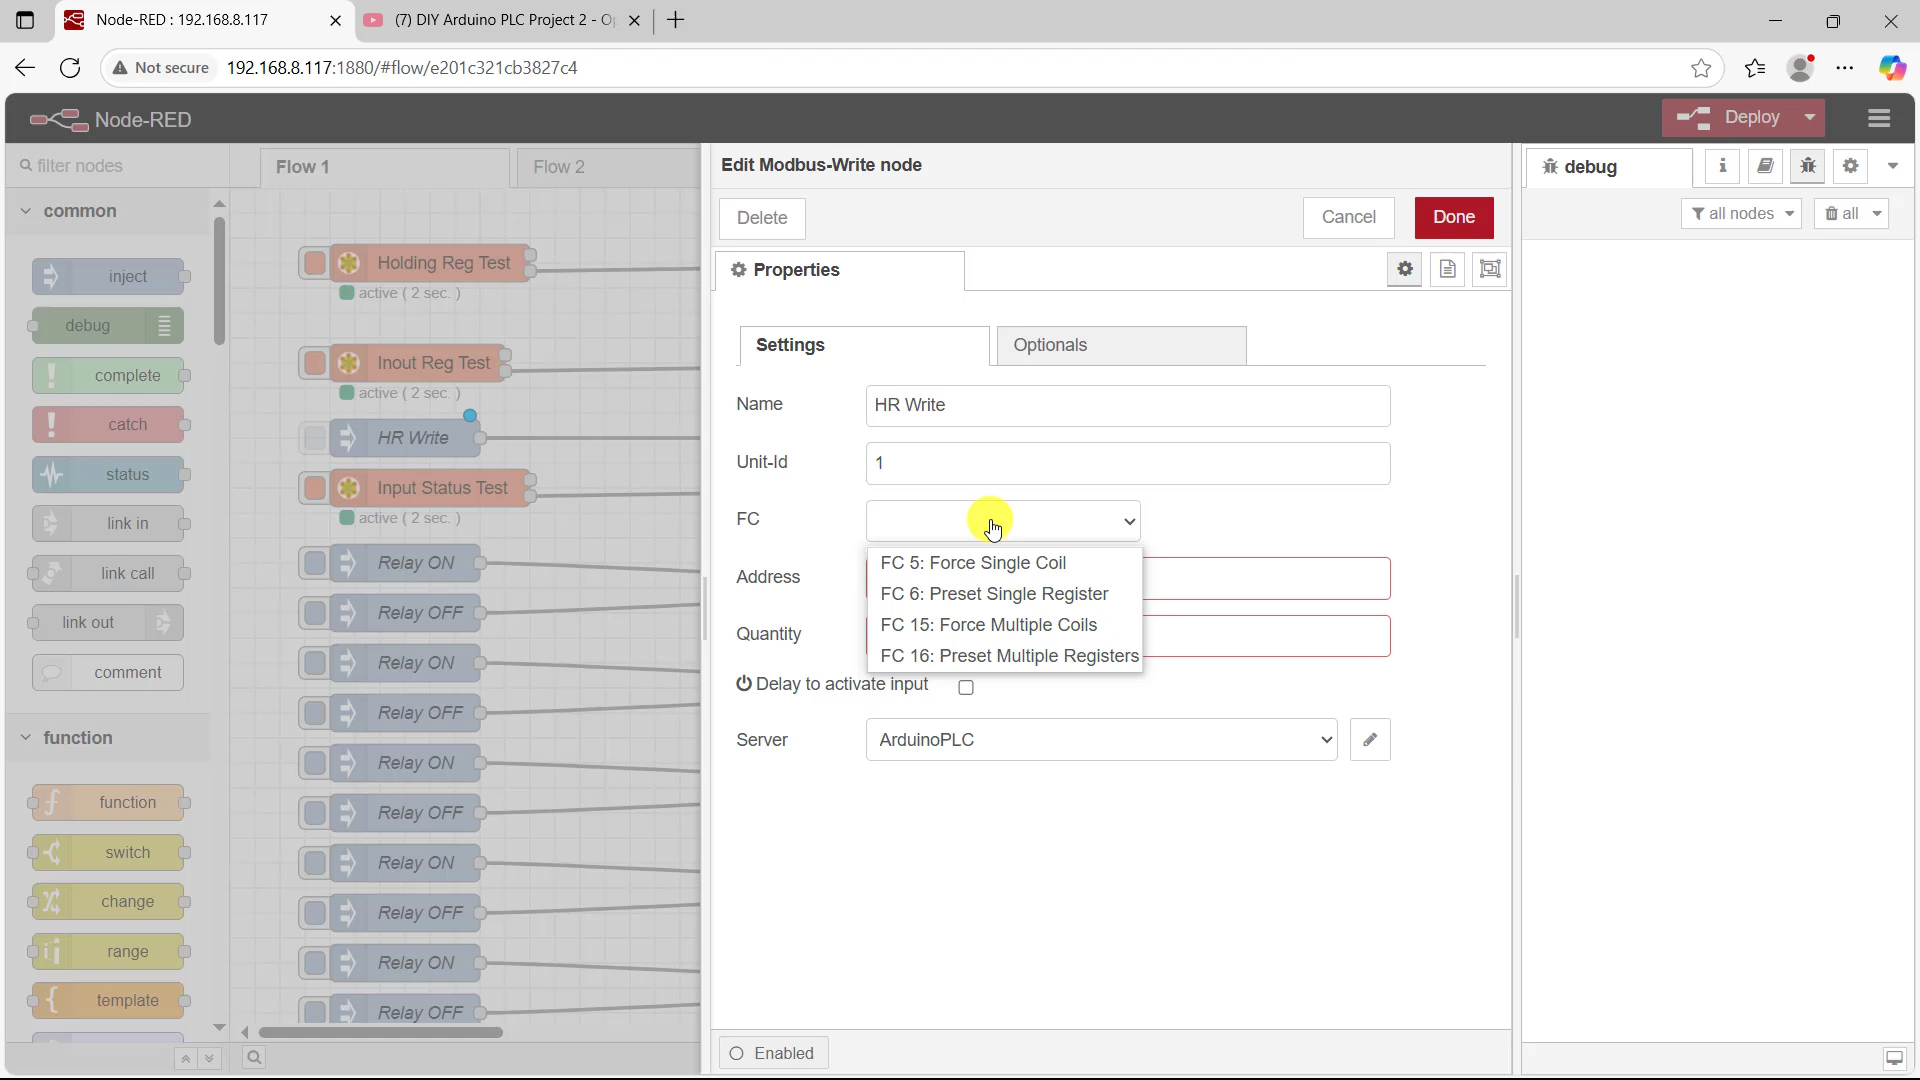 Node-RED : 192.168.8.117
(7) DIY Arduino PLC Project 2 - Op
Not secure
192.168.8.117:1880/#flow/e201c321cb3827c4
Node-RED
Deploy
filter nodes
common
inject
debug
complete
catch
status
link in
link call
link out
comment
function
function
switch
change
range
template
Flow 1
Flow 2
Holding Reg Test
active ( 2 sec. )
Inout Reg Test
active ( 2 sec. )
HR Write
Input Status Test
active ( 2 sec. )
Relay ON
Relay OFF
Relay ON
Relay OFF
Relay ON
Relay OFF
Relay ON
Relay OFF
Relay ON
Relay OFF
Edit Modbus-Write node
Delete
Cancel
Done
Properties
Settings
Optionals
Name
HR Write
Unit-Id
1
FC
FC 5: Force Single Coil
FC 6: Preset Single Register
FC 15: Force Multiple Coils
FC 16: Preset Multiple Registers
Address
Quantity
Delay to activate input
Server
ArduinoPLC
Enabled
debug
all nodes
all